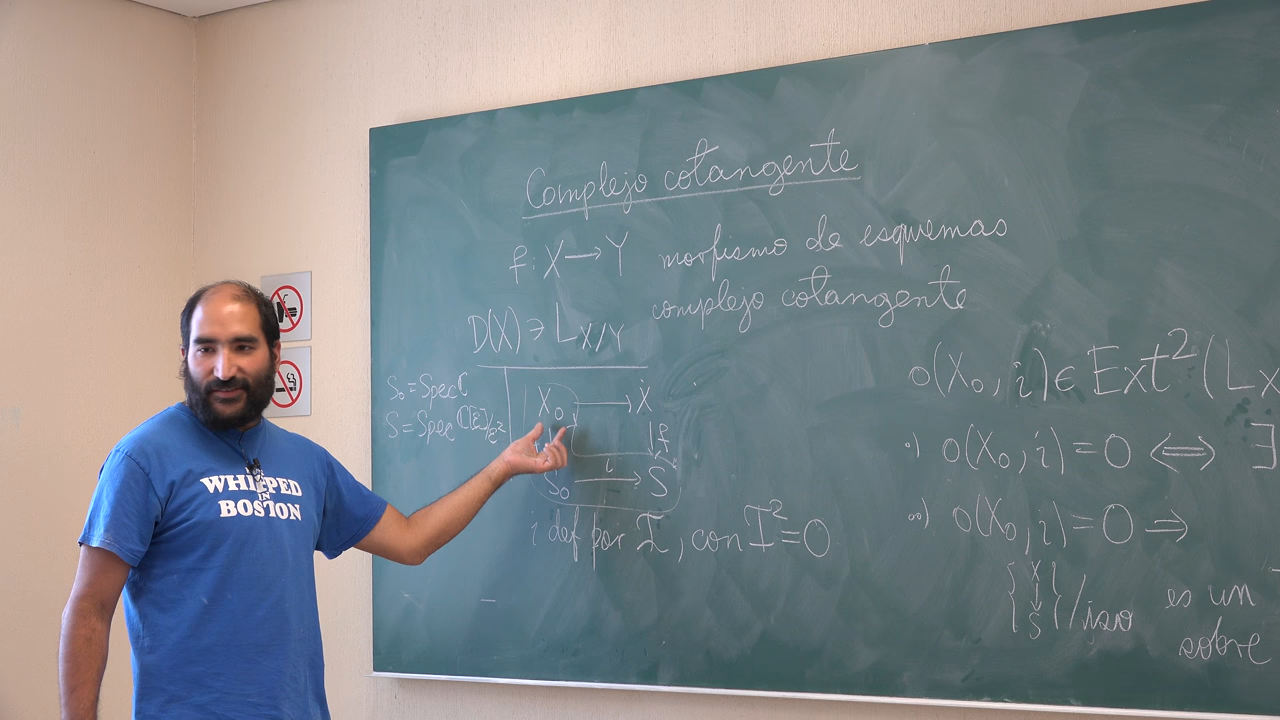 Complejo cotangente
f: X → Y morfismo de esquemas
D(X) ∋ L_{X/Y} complejo cotangente
S₀ = Spec ℂ
S = Spec ℂ[ε]/ε²
X₀ → X
f
S₀ →^i S
i def por I, con I² = 0
o(X₀, i) ∈ Ext² (L_X
•) o(X₀, i) = 0 ⇔ ∃
••) o(X₀, i) = 0 ⇒
{X ↓ S}/iso es un
sobre
WHIPPED
IN
BOSTON